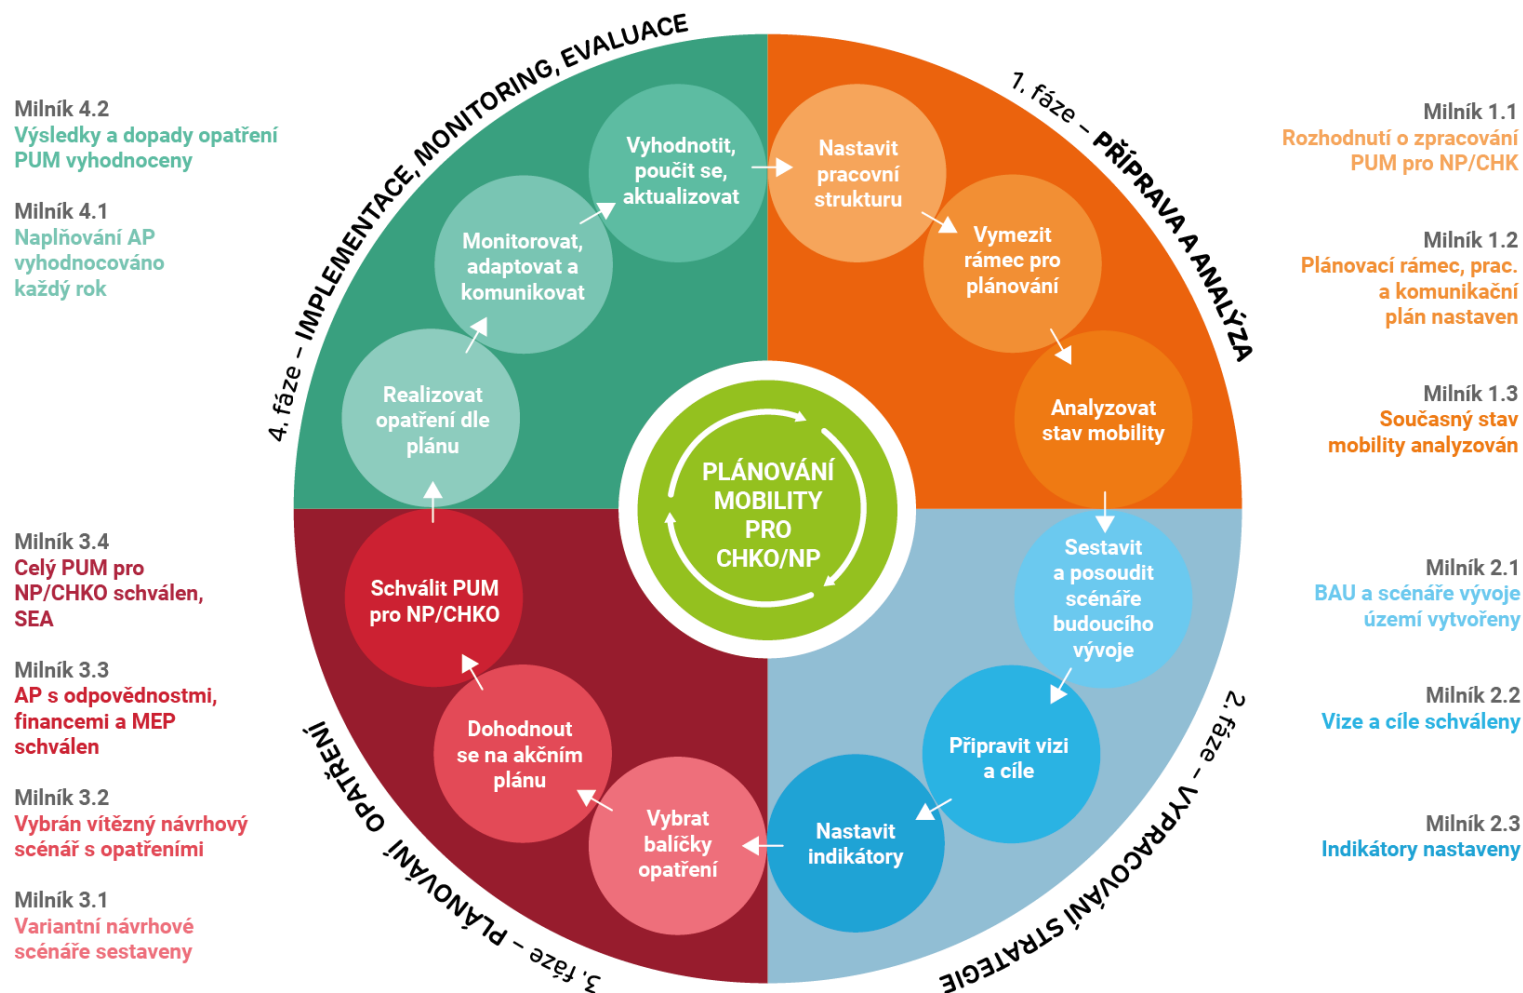 1. fáze – PŘÍPRAVA A ANALÝZA
Nastavit
pracovní
strukturu
Vymezit
rámec pro
plánování
Analyzovat
stav mobility
Milník 1.1
Rozhodnutí o zpracování
PUM pro NP/CHK
Milník 1.2
Plánovací rámec, prac.
a komunikační
plán nastaven
Milník 1.3
Současný stav
mobility analyzován
2. fáze – VYPRACOVÁNÍ STRATEGIE
Sestavit
a posoudit
scénáře
budoucího
vývoje
Připravit vizi
a cíle
Nastavit
indikátory
Milník 2.1
BAU a scénáře vývoje
území vytvořeny
Milník 2.2
Vize a cíle schváleny
Milník 2.3
Indikátory nastaveny
3. fáze – PLÁNOVÁNÍ OPATŘENÍ
Vybrat
balíčky
opatření
Dohodnout
se na akčním
plánu
Schválit PUM
pro NP/CHKO
Milník 3.4
Celý PUM pro
NP/CHKO schválen,
SEA
Milník 3.3
AP s odpovědnostmi,
financemi a MEP
schválen
Milník 3.2
Vybrán vítězný návrhový
scénář s opatřeními
Milník 3.1
Variantní návrhové
scénáře sestaveny
4. fáze – IMPLEMENTACE, MONITORING, EVALUACE
Realizovat
opatření dle
plánu
Monitorovat,
adaptovat a
komunikovat
Vyhodnotit,
poučit se,
aktualizovat
Milník 4.2
Výsledky a dopady opatření
PUM vyhodnoceny
Milník 4.1
Naplňování AP
vyhodnocováno
každý rok
PLÁNOVÁNÍ
MOBILITY
PRO
CHKO/NP